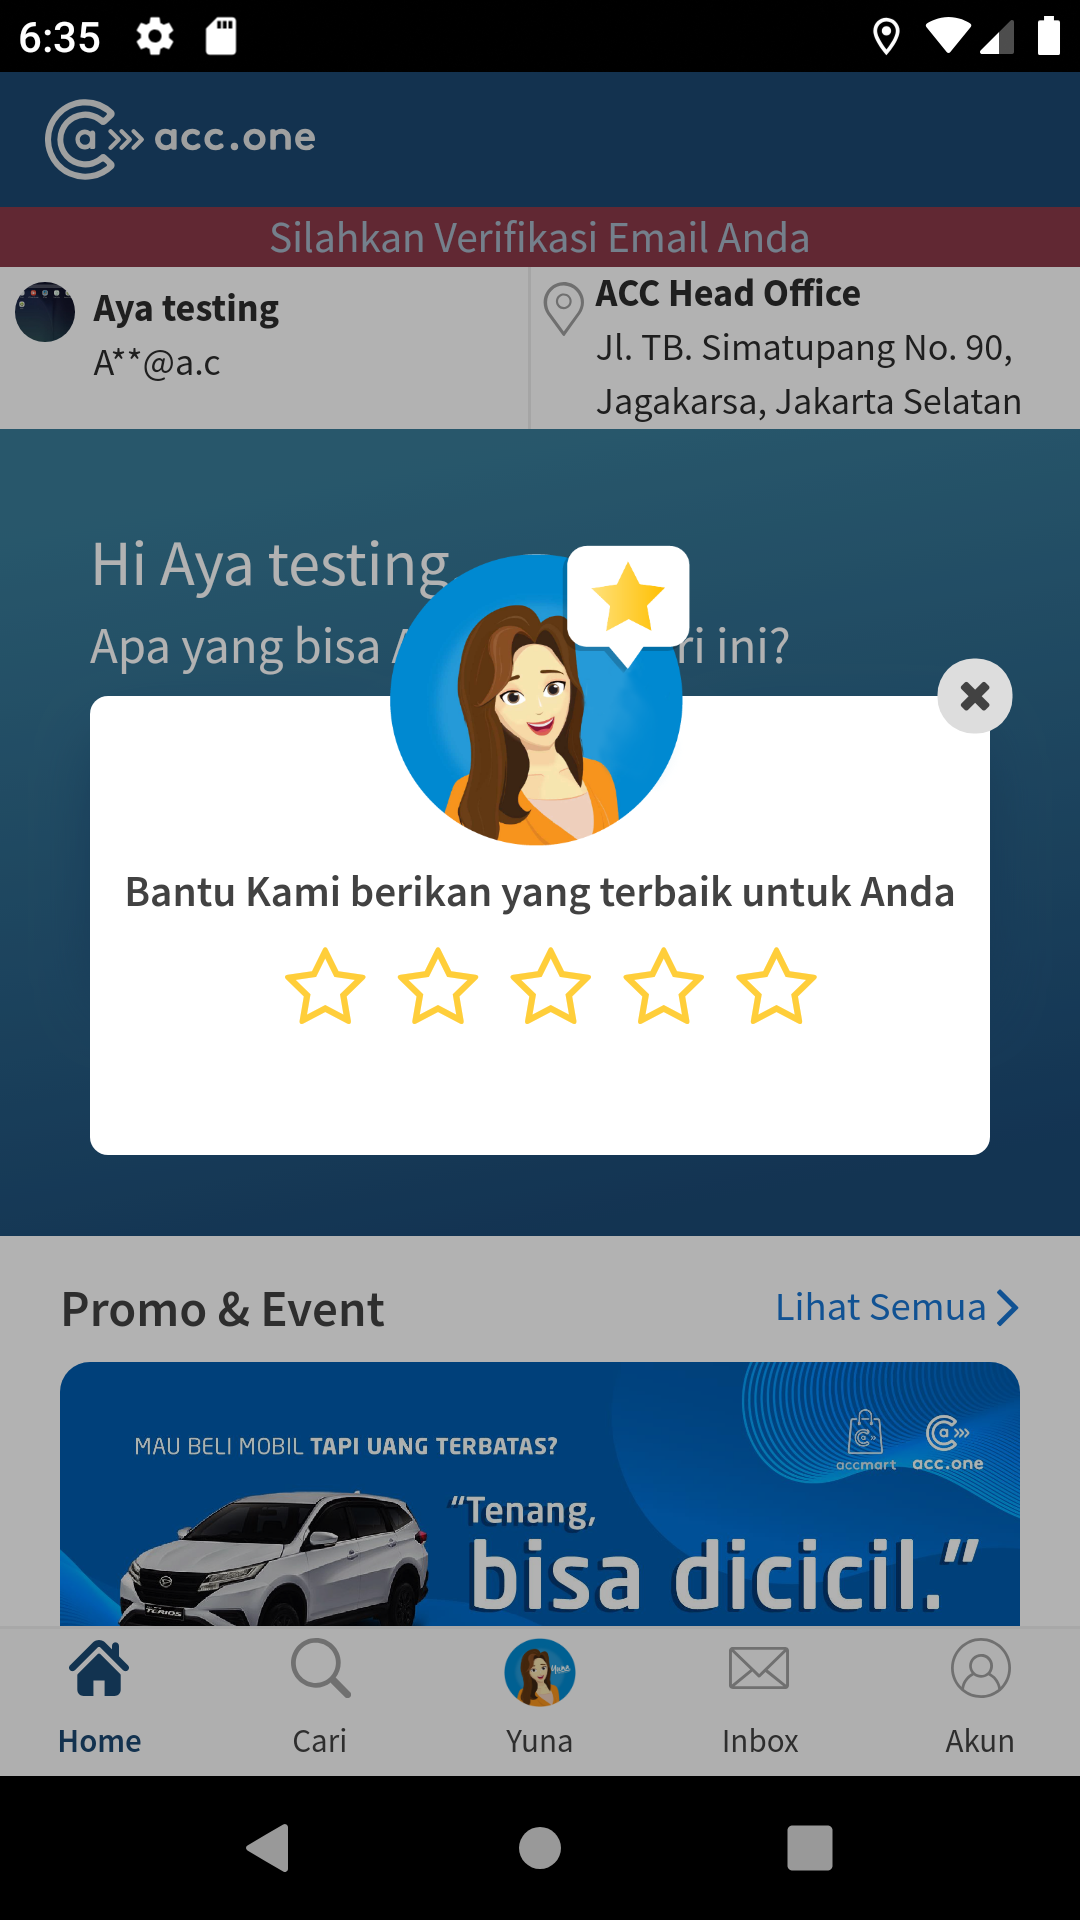 6:35
acc.one
Silahkan Verifikasi Email Anda
Aya testing
A**@a.c
ACC Head Office
Jl. TB. Simatupang No. 90,
Jagakarsa, Jakarta Selatan
Hi Aya testing
Apa yang bisa
ini?
Bantu Kami berikan yang terbaik untuk Anda
Promo & Event
Lihat Semua
MAU BELI MOBIL TAPI UANG TERBATAS?
accmart
acc.one
“Tenang,
bisa dicicil.”
TERIOS
Home
Cari
Yuna
Inbox
Akun